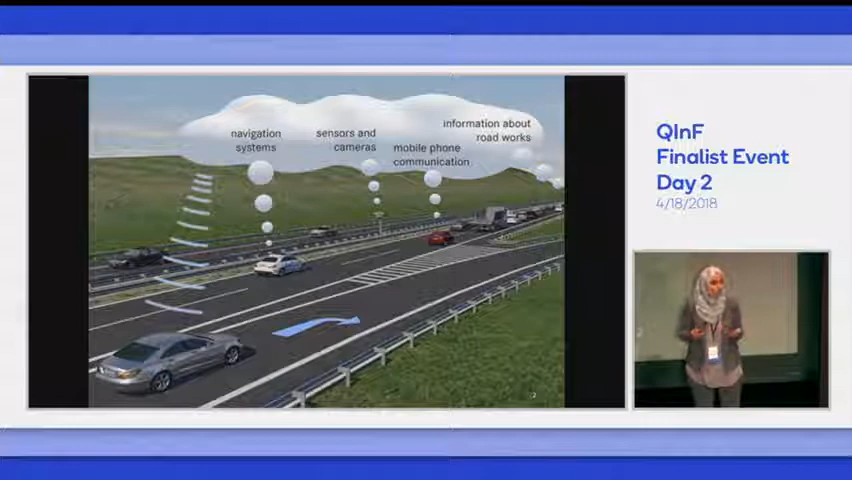 navigation
systems
sensors and
cameras
mobile phone
communication
information about
road works
2
QInF
Finalist Event
Day 2
4/18/2018